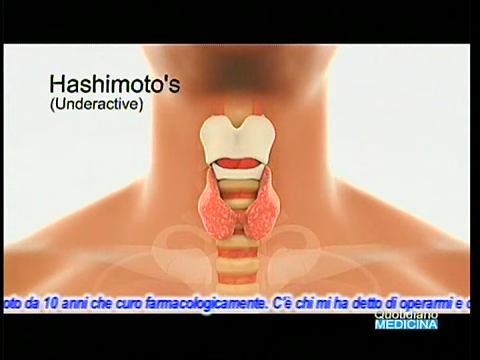 Hashimoto's
(Underactive)
da 10 anni che curo farmacologicamente. C'è chi mi ha detto di operarmi e
Quotidiano
MEDICINA